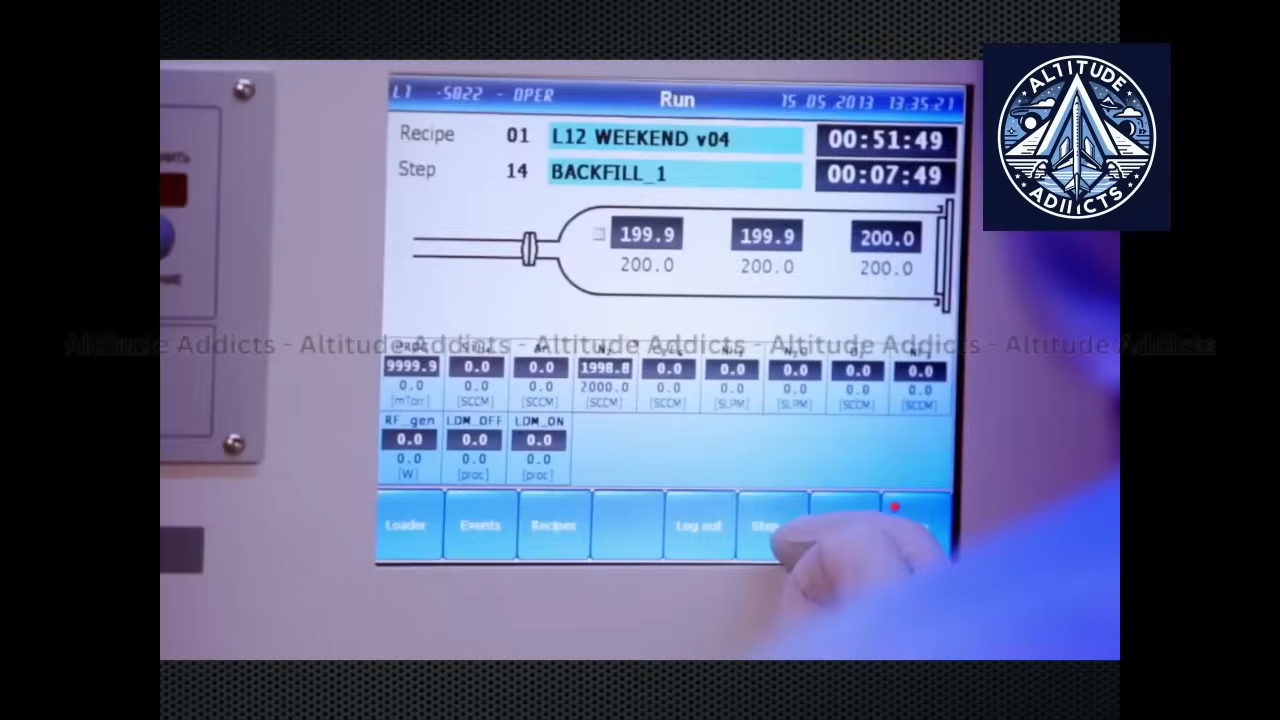 L1 -S022 - OPER Run 15.05.2013 13:35:21
Recipe 01 L12 WEEKEND v04 00:51:49
Step 14 BACKFILL_1 00:07:49
199.9 199.9 200.0
200.0 200.0 200.0
Altitude Addicts - Altitude Addicts - Altitude Addicts - Altitude Addicts - Altitude Addicts
9999.9 0.0 0.0 1998.8 0.0 0.0 0.0 0.0 0.0
0.0 0.0 0.0 2000.0 0.0 0.0 0.0 0.0 0.0
[mTorr] [SCCM] [SCCM] [SCCM] [SCCM] [SLPM] [SLPM] [SCCM] [SCCM]
RF_gen LDM_OFF LDM_ON
0.0 0.0 0.0
0.0 0.0 0.0
[W] [proc] [proc]
Loader Events Recipes Log out Stop
ALTITUDE
ADIICTS